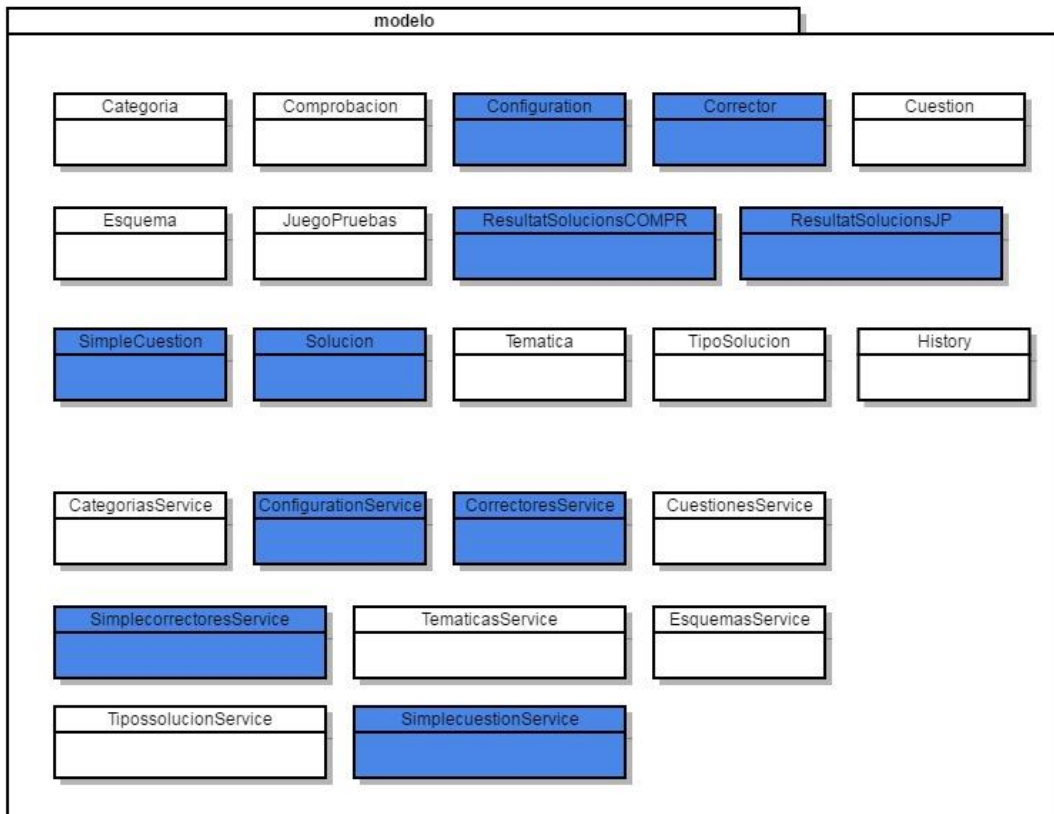 modelo
Categoria
Comprobacion
Configuration
Corrector
Cuestion
Esquema
JuegoPruebas
ResultatSolucionsCOMPR
ResultatSolucionsJP
SimpleCuestion
Solucion
Tematica
TipoSolucion
History
CategoriasService
ConfigurationService
CorrectoresService
CuestionesService
SimplecorrectoresService
TematicasService
EsquemasService
TipossolucionService
SimplecuestionService